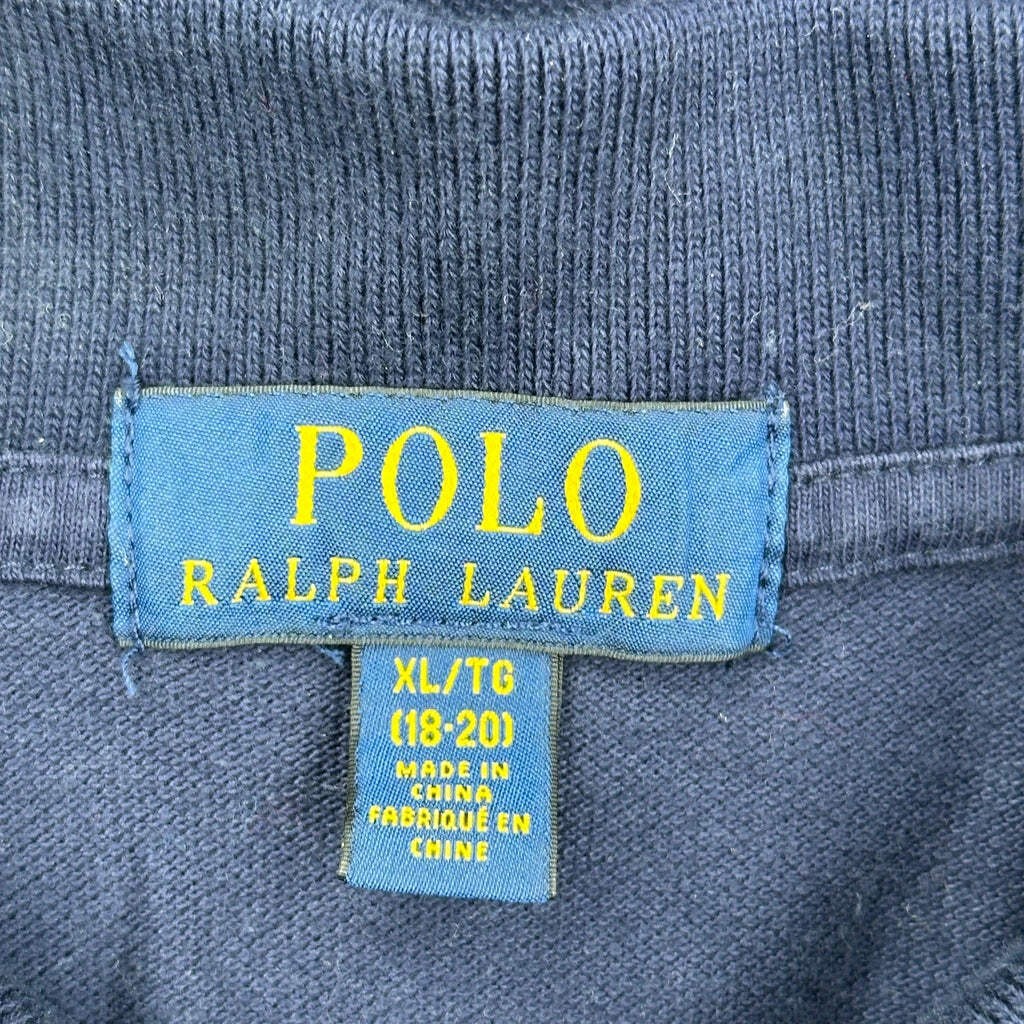 POLO
RALPH LAUREN
XL/TG
(18-20)
MADE IN
CHINA
FABRIQUÉ EN
CHINE